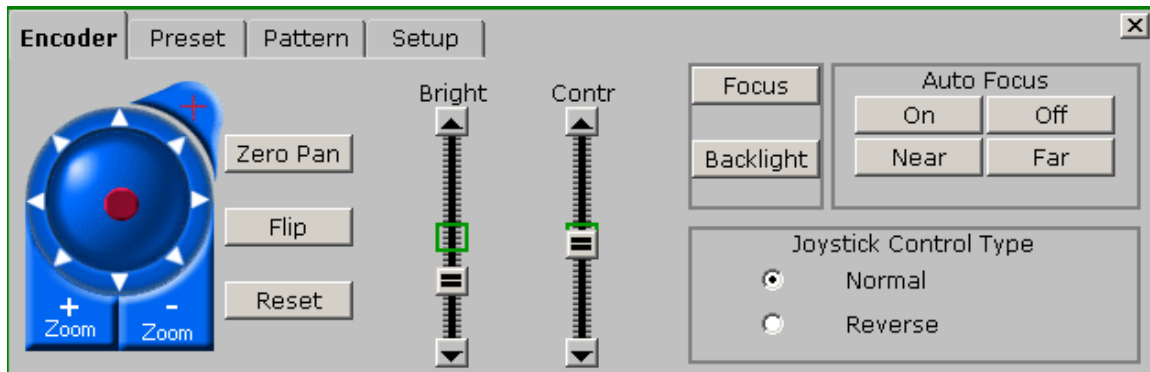 Encoder Preset Pattern Setup
Bright Contr
Zero Pan
Flip
Reset
+ -
Zoom Zoom
Focus
Backlight
Auto Focus
On Off
Near Far
Joystick Control Type
Normal
Reverse